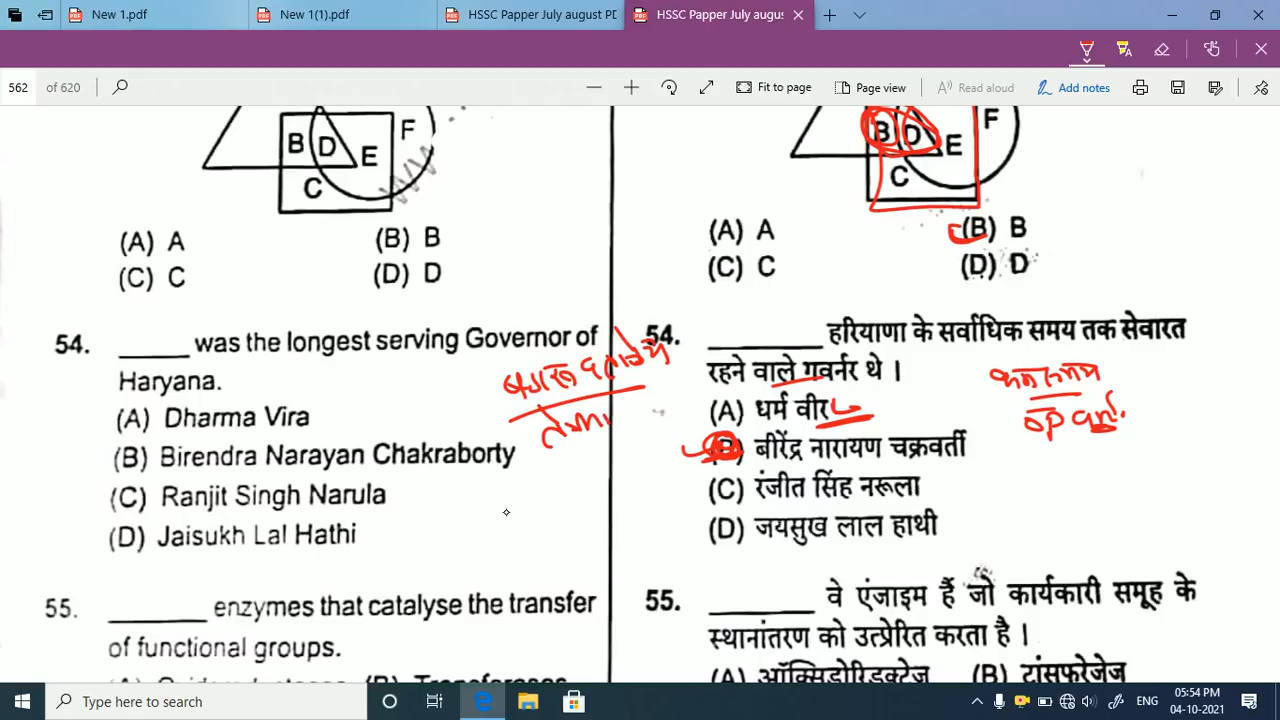 New.pdf
New 1(1).pdf
HSSC Papper July august PD
HSSC Papper July augus
562 of 620
Fit to page
Page view
Read aloud
Add notes
B D E F
C
(A) A (B) B
(C) C (D) D
54. _____ was the longest serving Governor of
Haryana.
(A) Dharma Vira
(B) Birendra Narayan Chakraborty
(C) Ranjit Singh Narula
(D) Jaisukh Lal Hathi
55. _______ enzymes that catalyse the transfer
of functional groups.
B D E F
C
(A) A (B) B
(C) C (D) D
54. ________ हरियाणा के सर्वाधिक समय तक सेवारत
रहने वाले गवर्नर थे ।
(A) धर्म वीर
(B) बीरेंद्र नारायण चक्रवर्ती
(C) रंजीत सिंह नरूला
(D) जयसुख लाल हाथी
55. _______ वे एंजाइम हैं जो कार्यकारी समूह के
स्थानांतरण को उत्प्रेरित करता है ।
(A) ऑक्सिडोरिडक्टेज (B) ट्रांसफरेजेज
Type here to search
ENG
05:54 PM
04-10-2021